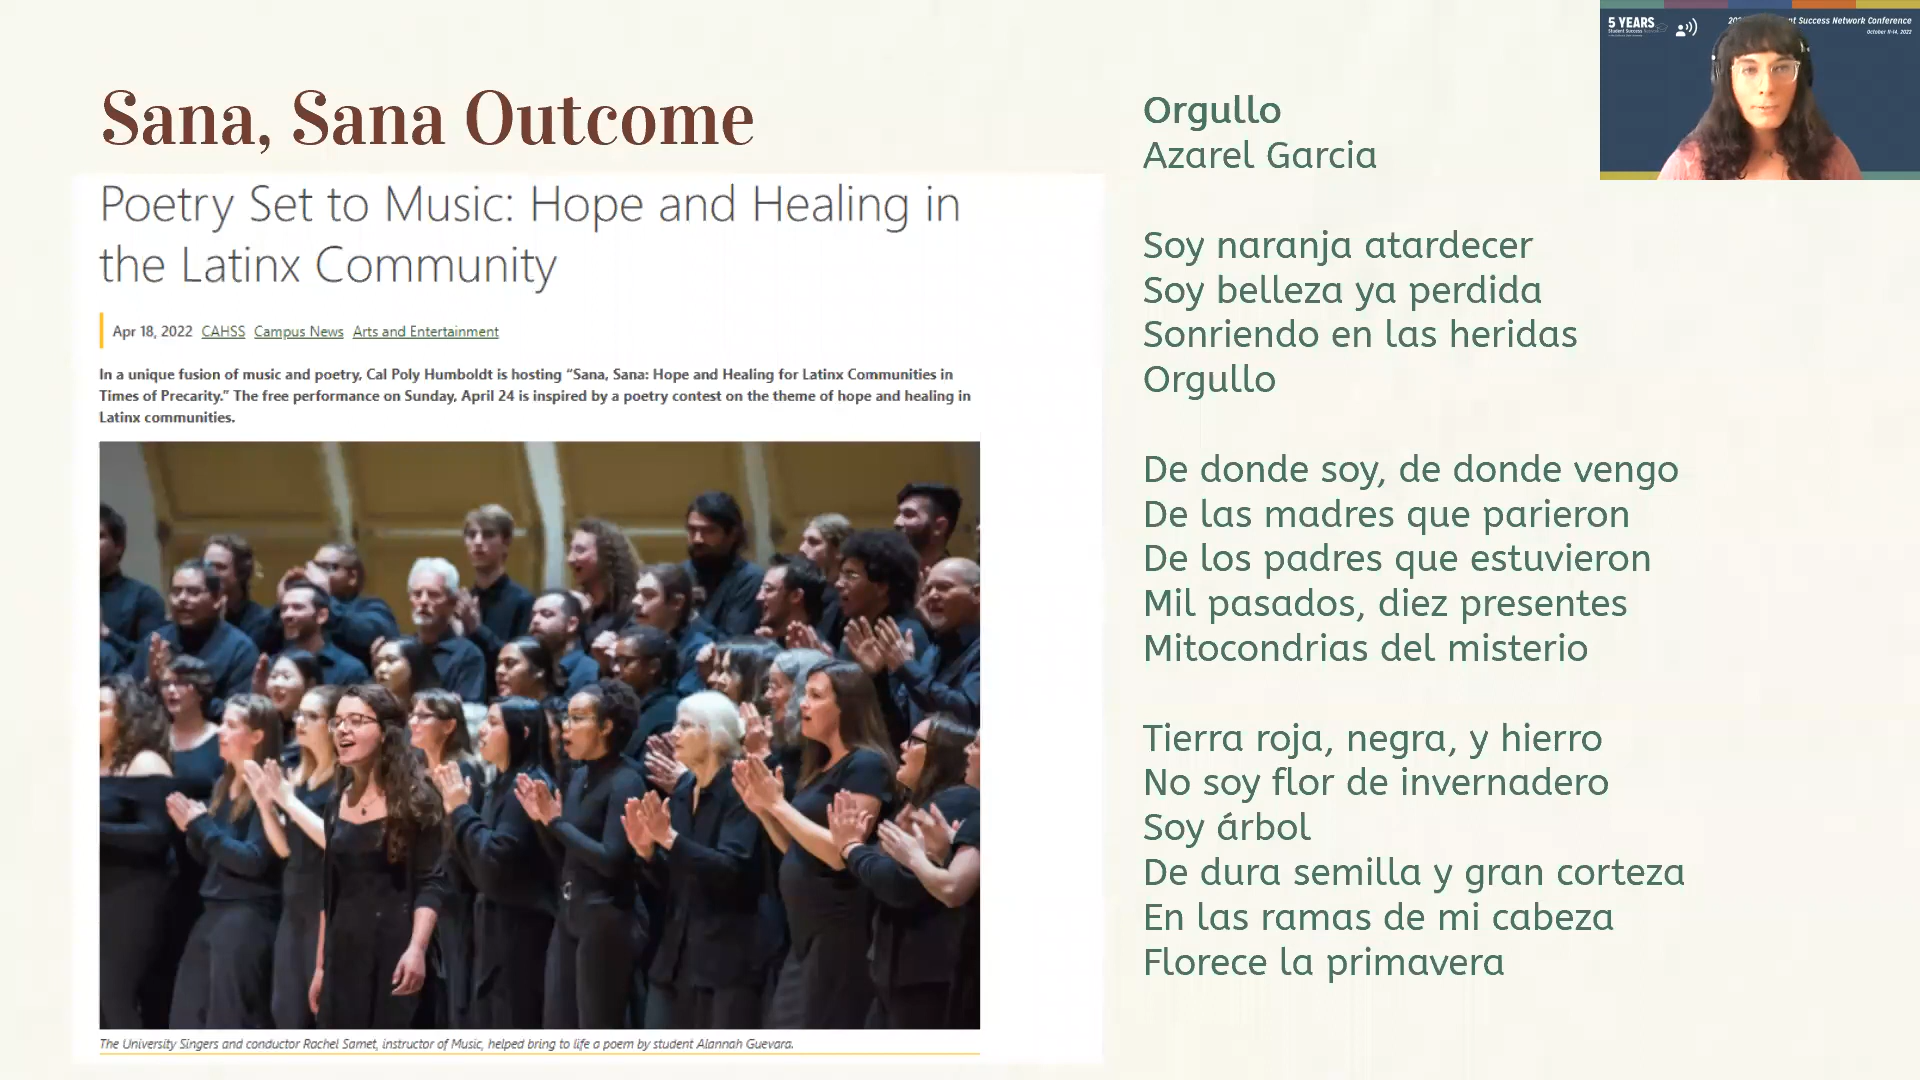 Sana, Sana Outcome
Poetry Set to Music: Hope and Healing in
the Latinx Community
Apr 18, 2022 CAHSS Campus News Arts and Entertainment
In a unique fusion of music and poetry, Cal Poly Humboldt is hosting “Sana, Sana: Hope and Healing for Latinx Communities in
Times of Precarity.” The free performance on Sunday, April 24 is inspired by a poetry contest on the theme of hope and healing in
Latinx communities.
The University Singers and conductor Rachel Samet, instructor of Music, helped bring to life a poem by student Alannah Guevara.
Orgullo
Azarel Garcia
Soy naranja atardecer
Soy belleza ya perdida
Sonriendo en las heridas
Orgullo
De donde soy, de donde vengo
De las madres que parieron
De los padres que estuvieron
Mil pasados, diez presentes
Mitocondrias del misterio
Tierra roja, negra, y hierro
No soy flor de invernadero
Soy árbol
De dura semilla y gran corteza
En las ramas de mi cabeza
Florece la primavera
5 YEARS
Student Success
Success Network Conference
October 11-14, 2022